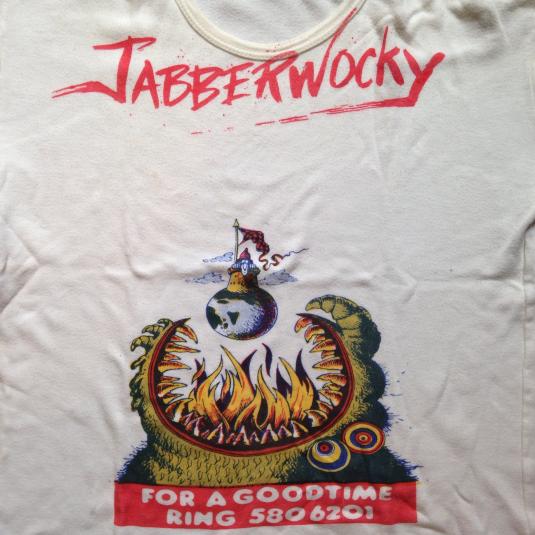 JABBERWOCKY
FOR A GOODTIME
RING 580 6201